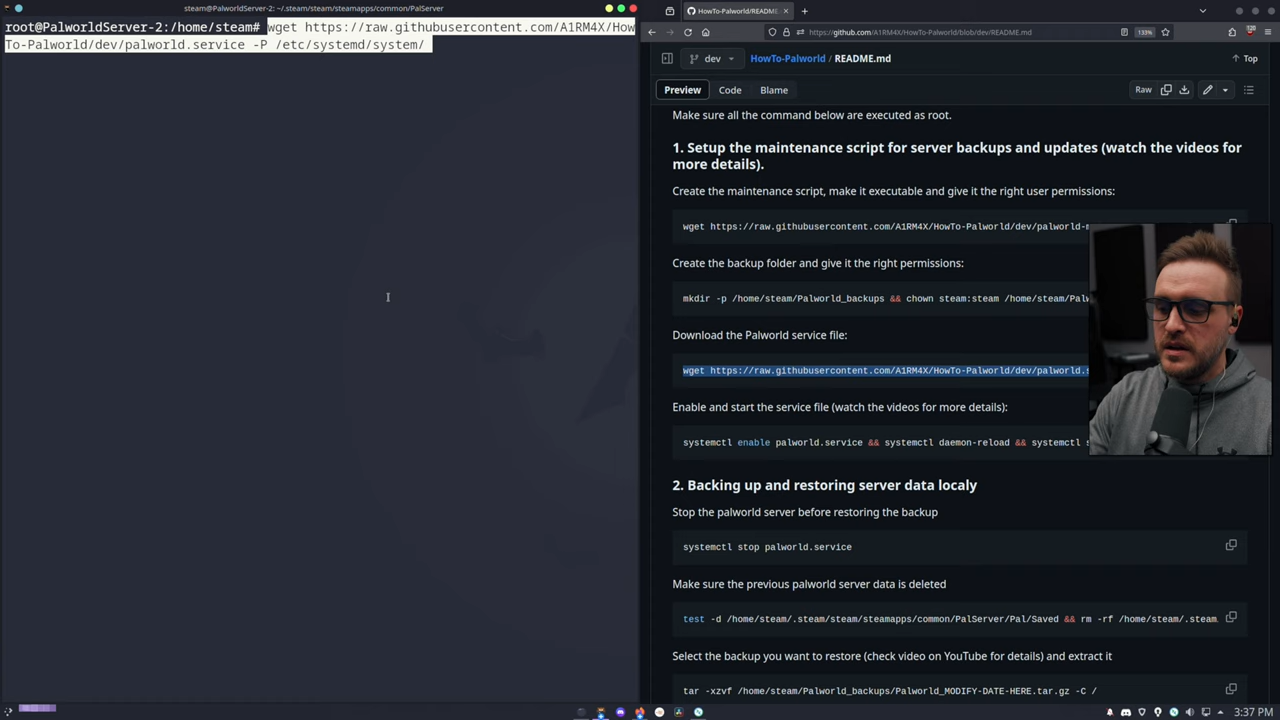 steam@PalworldServer-2: ~/.steam/steam/steamapps/common/PalServer
root@PalworldServer-2:/home/steam# wget https://raw.githubusercontent.com/A1RM4X/How
To-Palworld/dev/palworld.service -P /etc/systemd/system/
HowTo-Palworld/README
https://github.com/A1RM4X/HowTo-Palworld/blob/dev/README.md
133%
dev
HowTo-Palworld / README.md
Top
Preview
Code
Blame
Raw
Make sure all the command below are executed as root.
1. Setup the maintenance script for server backups and updates (watch the videos for
more details).
Create the maintenance script, make it executable and give it the right user permissions:
wget https://raw.githubusercontent.com/A1RM4X/HowTo-Palworld/dev/palworld-m
Create the backup folder and give it the right permissions:
mkdir -p /home/steam/Palworld_backups && chown steam:steam /home/steam/Palw
Download the Palworld service file:
wget https://raw.githubusercontent.com/A1RM4X/HowTo-Palworld/dev/palworld.s
Enable and start the service file (watch the videos for more details):
systemctl enable palworld.service && systemctl daemon-reload && systemctl s
2. Backing up and restoring server data localy
Stop the palworld server before restoring the backup
systemctl stop palworld.service
Make sure the previous palworld server data is deleted
test -d /home/steam/.steam/steam/steamapps/common/PalServer/Pal/Saved && rm -rf /home/steam/.steam.
Select the backup you want to restore (check video on YouTube for details) and extract it
tar -xzvf /home/steam/Palworld_backups/Palworld_MODIFY-DATE-HERE.tar.gz -C /
3:37 PM